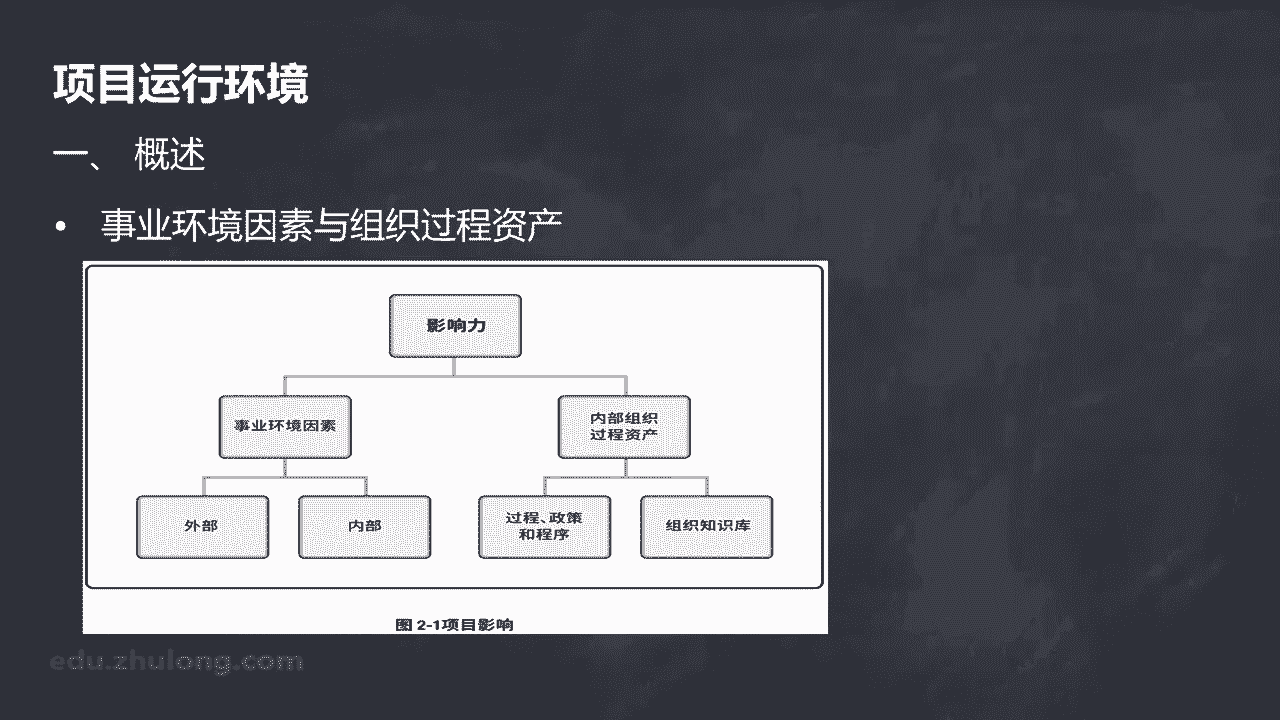 项目运行环境
一、 概述
• 事业环境因素与组织过程资产
影响力
事业环境因素
内部组织
过程资产
外部
内部
过程、政策
和程序
组织知识库
图 2-1项目影响
edu.zhulong.com